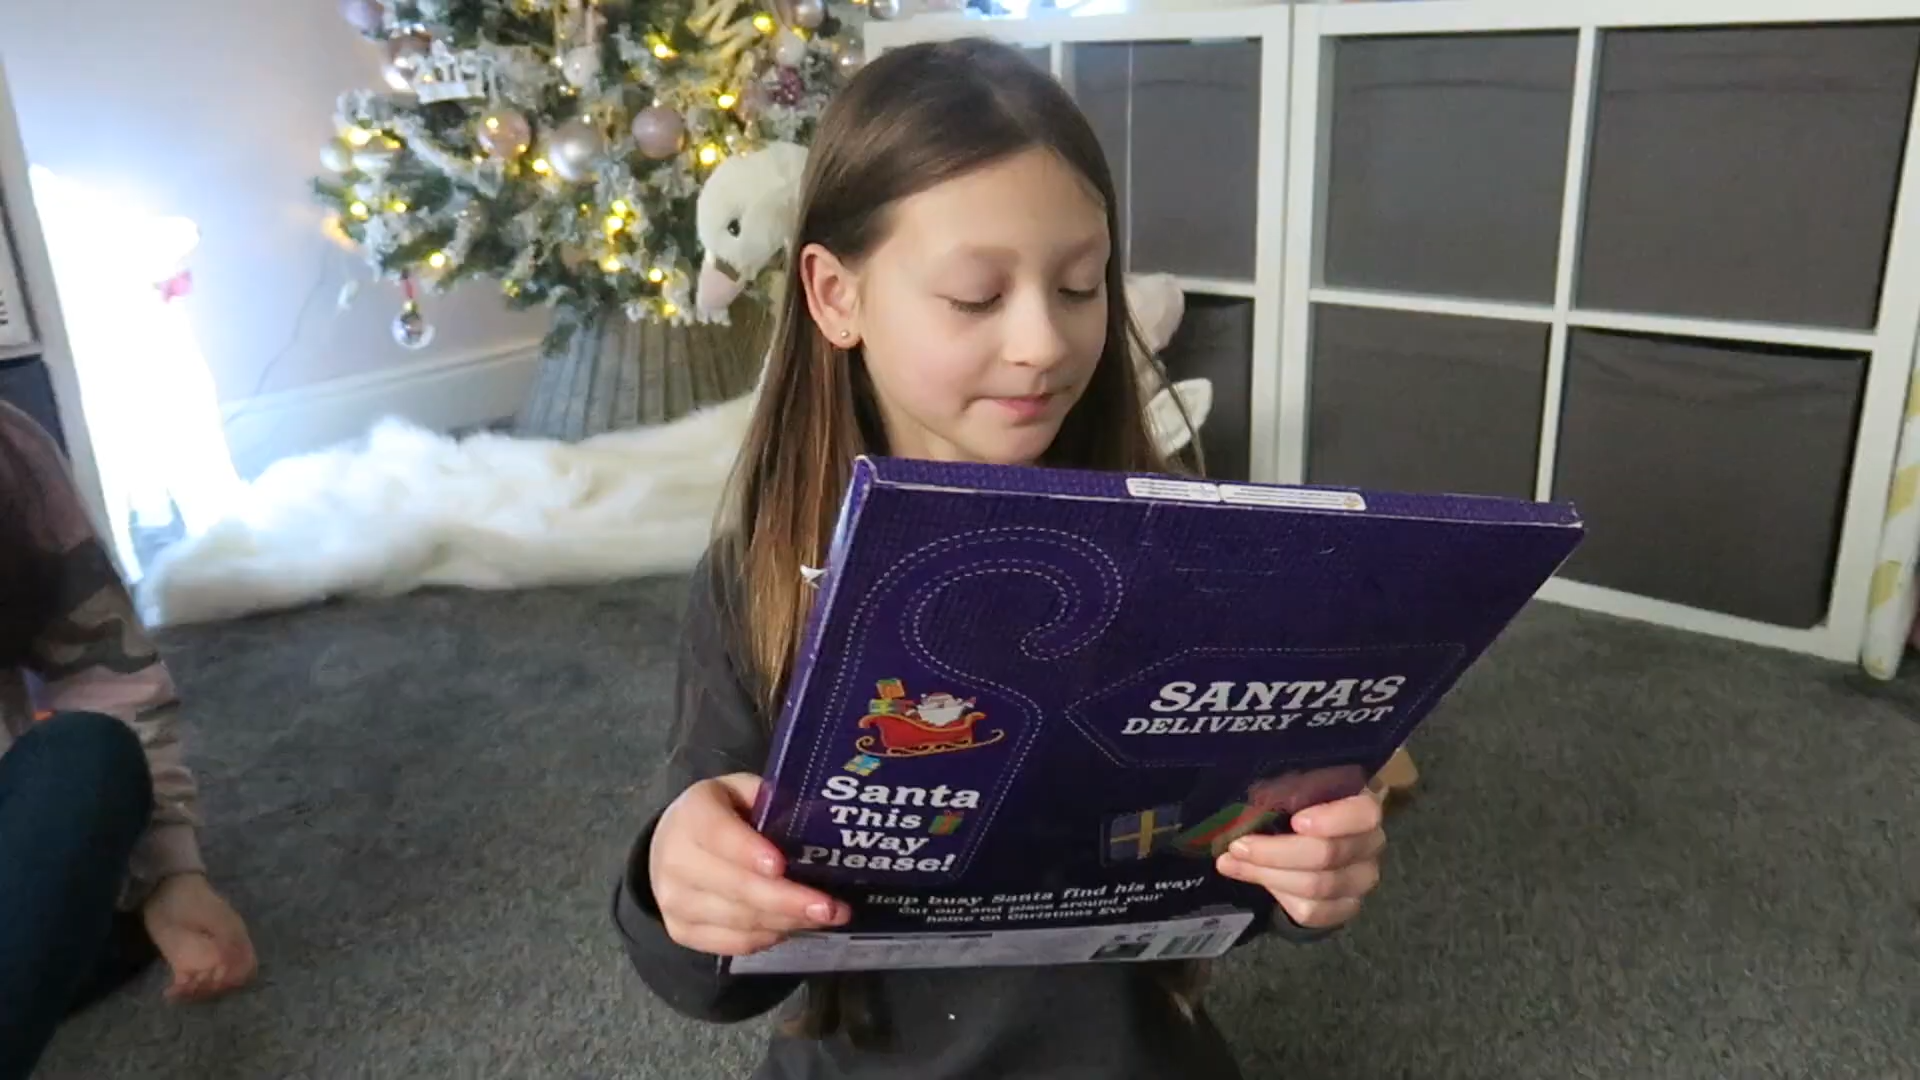 SANTA'S
DELIVERY SPOT
Santa
This
Way
Please!
Help busy Santa find his way!
Cut out and place around your
home on Christmas Eve